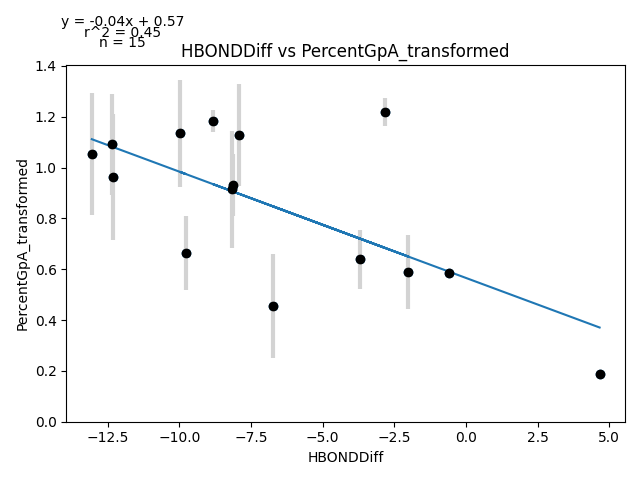 y = -0.04x + 0.57
r^2 = 0.45
n = 15
HBONDDiff vs PercentGpA_transformed
PercentGpA_transformed
1.4
1.2
1.0
0.8
0.6
0.4
0.2
0.0
−12.5 −10.0 −7.5 −5.0 −2.5 0.0 2.5 5.0
HBONDDiff